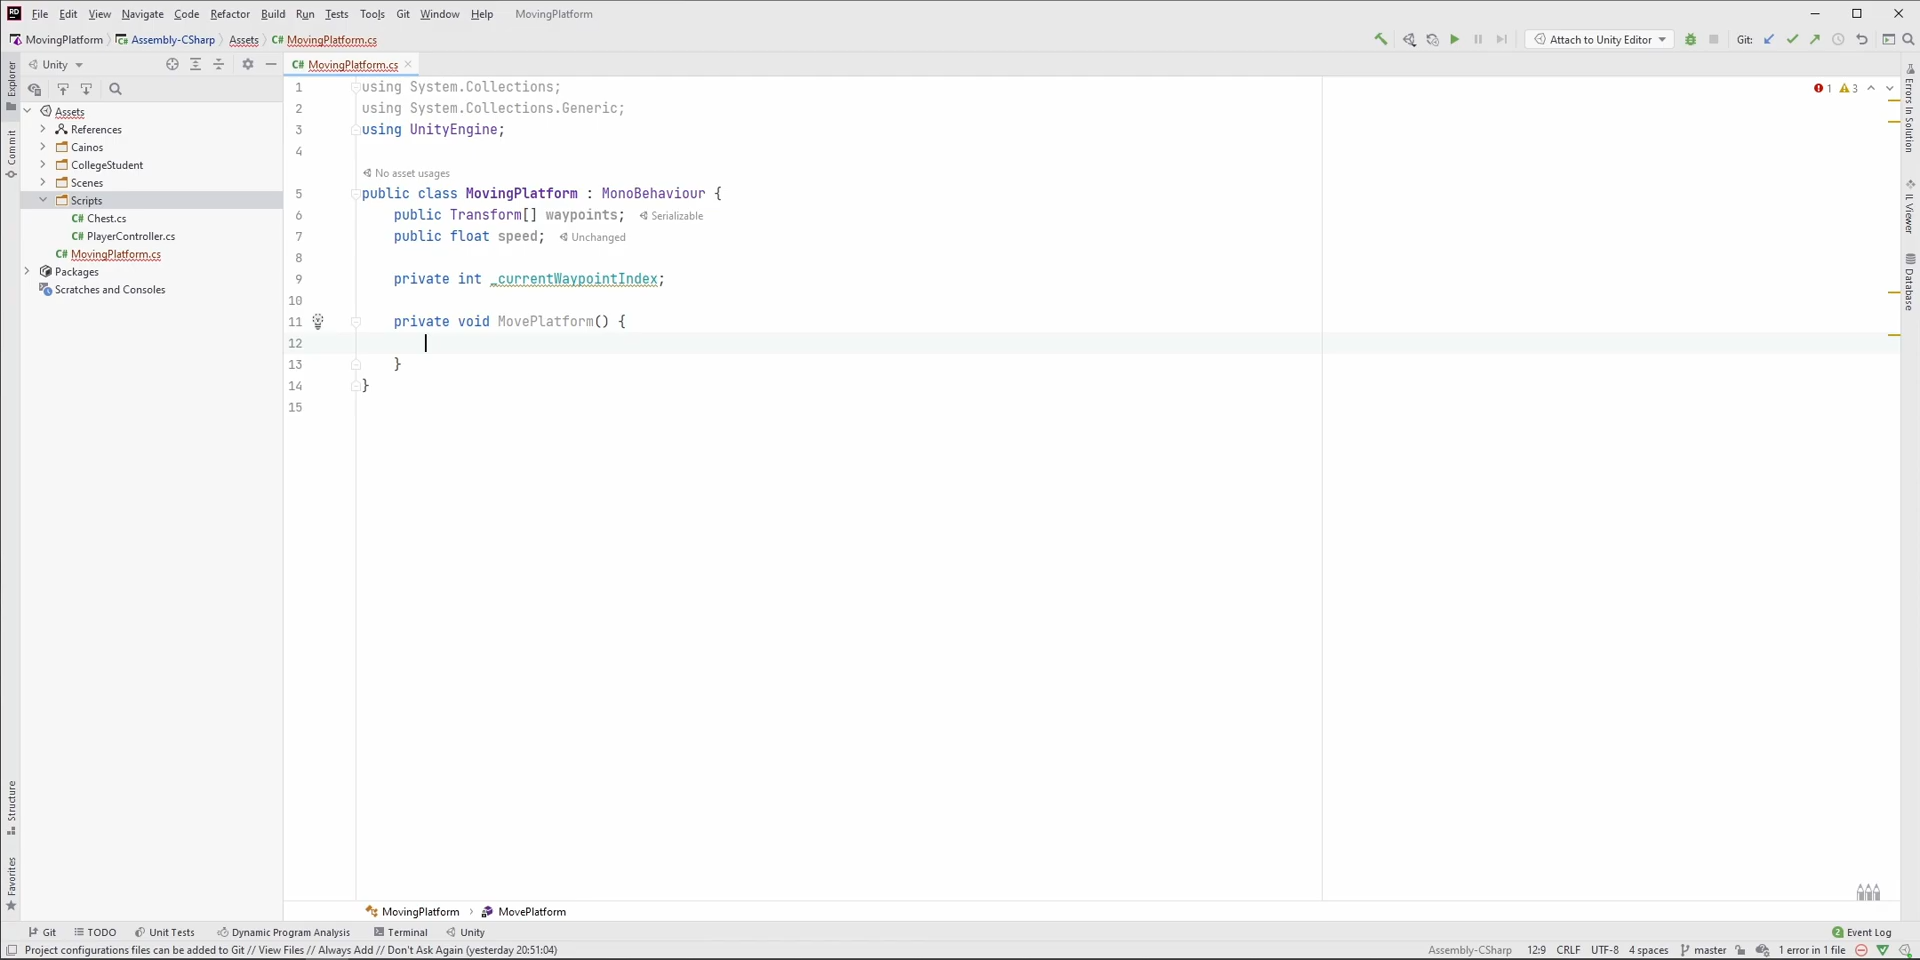 RD File Edit View Navigate Code Refactor Build Run Tests Tools Git Window Help MovingPlatform
MovingPlatform Assembly-CSharp Assets C# MovingPlatform.cs Attach to Unity Editor Git:
Unity C# MovingPlatform.cs
Explorer
Commit
Structure
Favorites
Assets
References
Cainos
CollegeStudent
Scenes
Scripts
C# Chest.cs
C# PlayerController.cs
C# MovingPlatform.cs
Packages
Scratches and Consoles
1 using System.Collections;
2 using System.Collections.Generic;
3 using UnityEngine;
4
No asset usages
5 public class MovingPlatform : MonoBehaviour {
6 public Transform[] waypoints; Serializable
7 public float speed; Unchanged
8
9 private int _currentWaypointIndex;
10
11 private void MovePlatform() {
12
13 }
14 }
15
1 3
Errors In Solution
IL Viewer
Database
MovingPlatform MovePlatform
Git TODO Unit Tests Dynamic Program Analysis Terminal Unity 2 Event Log
Project configurations files can be added to Git // View Files // Always Add // Don't Ask Again (yesterday 20:51:04) Assembly-CSharp 12:9 CRLF UTF-8 4 spaces master 1 error in 1 file